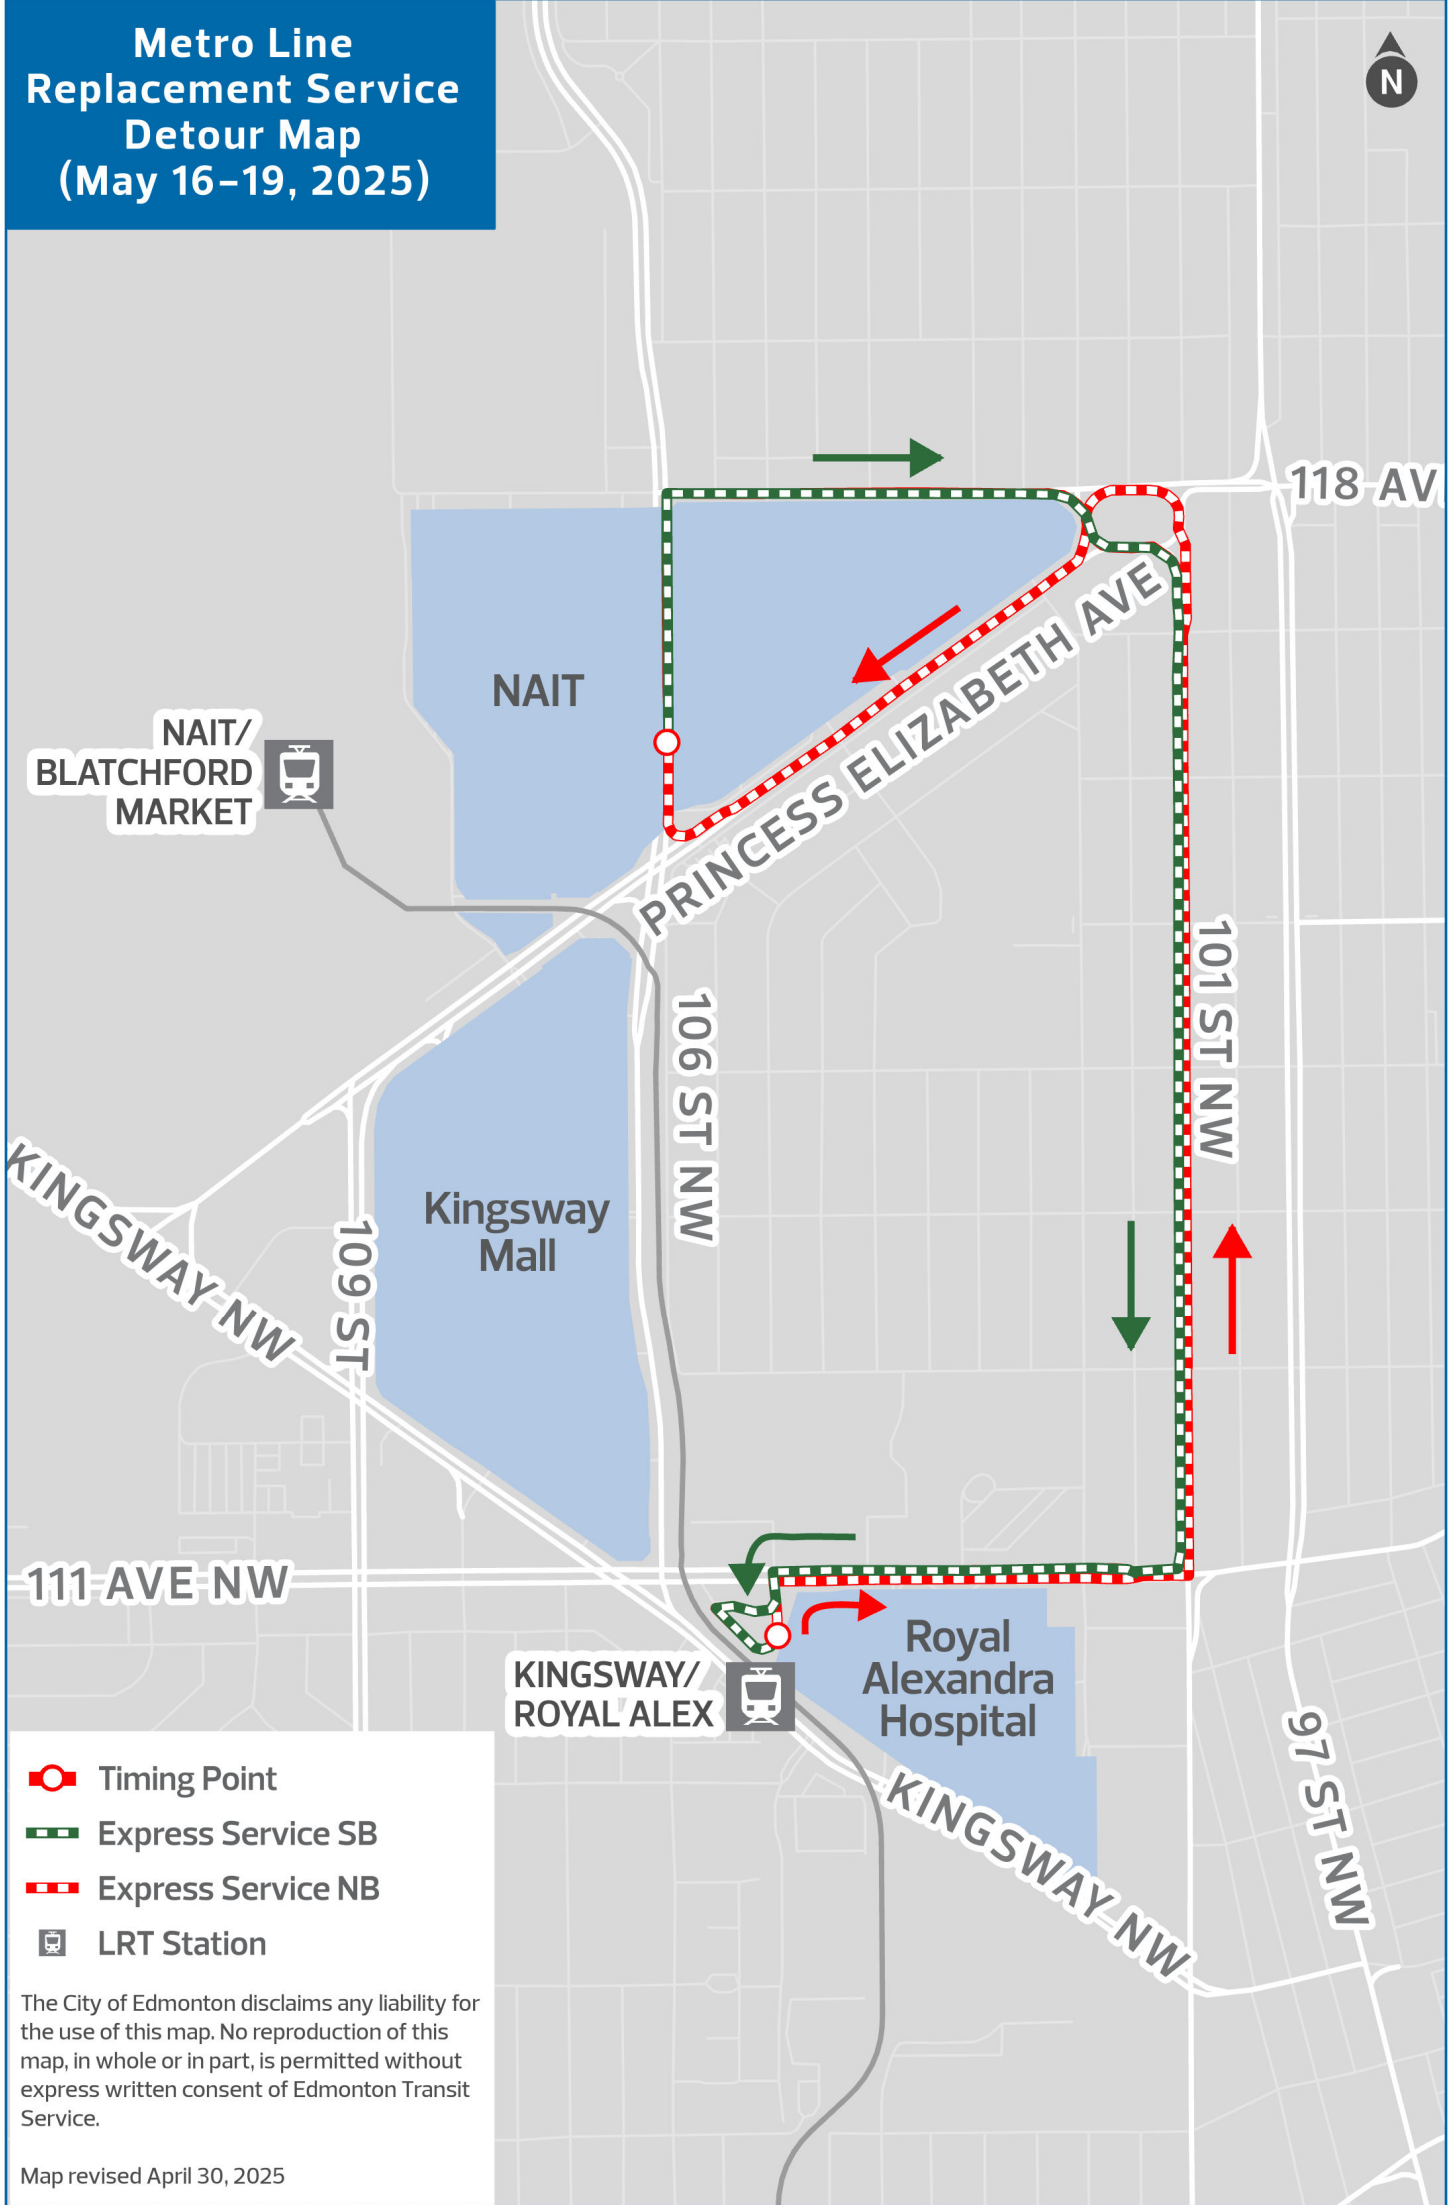 Metro Line
Replacement Service
Detour Map
(May 16–19, 2025)
N
118 AV
NAIT
NAIT/
BLATCHFORD
MARKET
PRINCESS ELIZABETH AVE
101 ST NW
106 ST NW
KINGSWAY NW
109 ST
Kingsway
Mall
111 AVE NW
KINGSWAY/
ROYAL ALEX
Royal
Alexandra
Hospital
KINGSWAY NW
97 ST NW
Timing Point
Express Service SB
Express Service NB
LRT Station
The City of Edmonton disclaims any liability for
the use of this map. No reproduction of this
map, in whole or in part, is permitted without
express written consent of Edmonton Transit
Service.
Map revised April 30, 2025